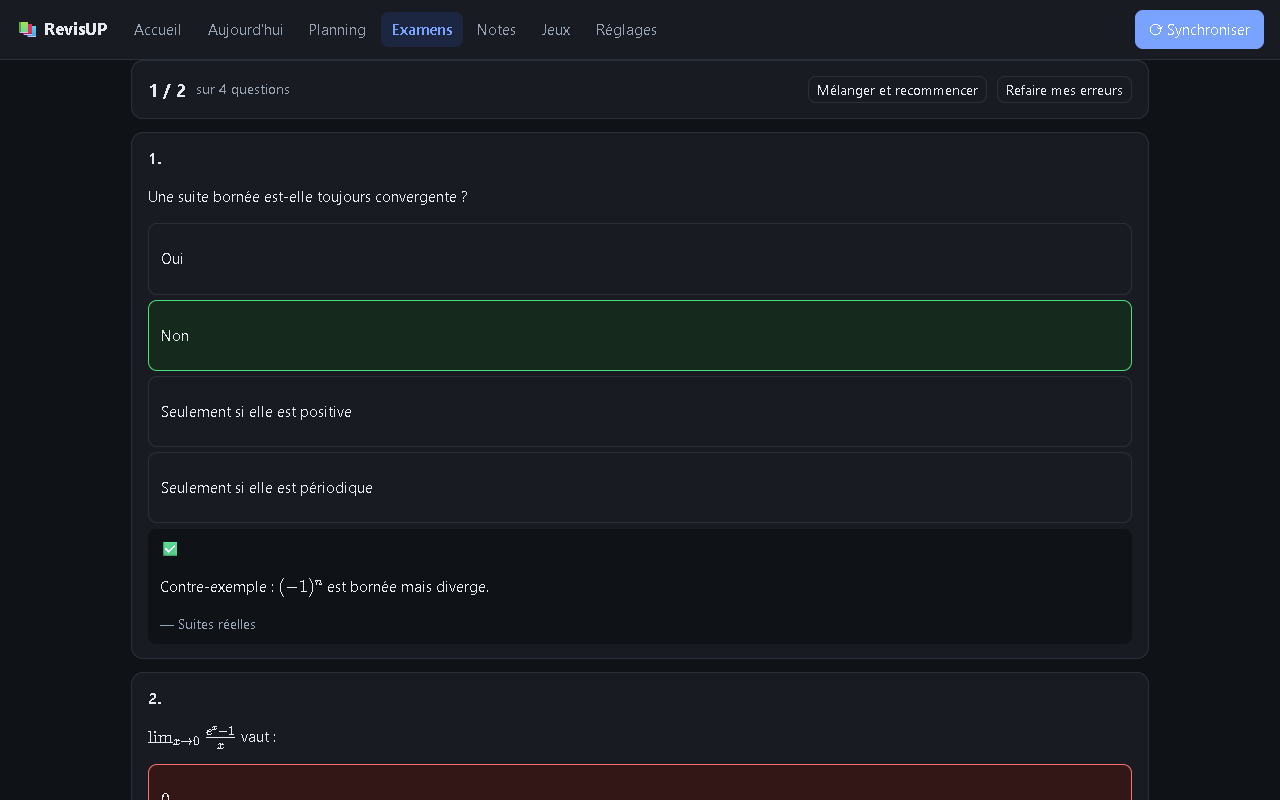 RevisUP Accueil Aujourd'hui Planning Examens Notes Jeux Réglages ⟳ Synchroniser
1 / 2 sur 4 questions Mélanger et recommencer Refaire mes erreurs
1.
Une suite bornée est-elle toujours convergente ?
Oui
Non
Seulement si elle est positive
Seulement si elle est périodique
✅
Contre-exemple : $(-1)^n$ est bornée mais diverge.
— Suites réelles
2.
$\lim_{x \to 0} \frac{e^x - 1}{x}$ vaut :